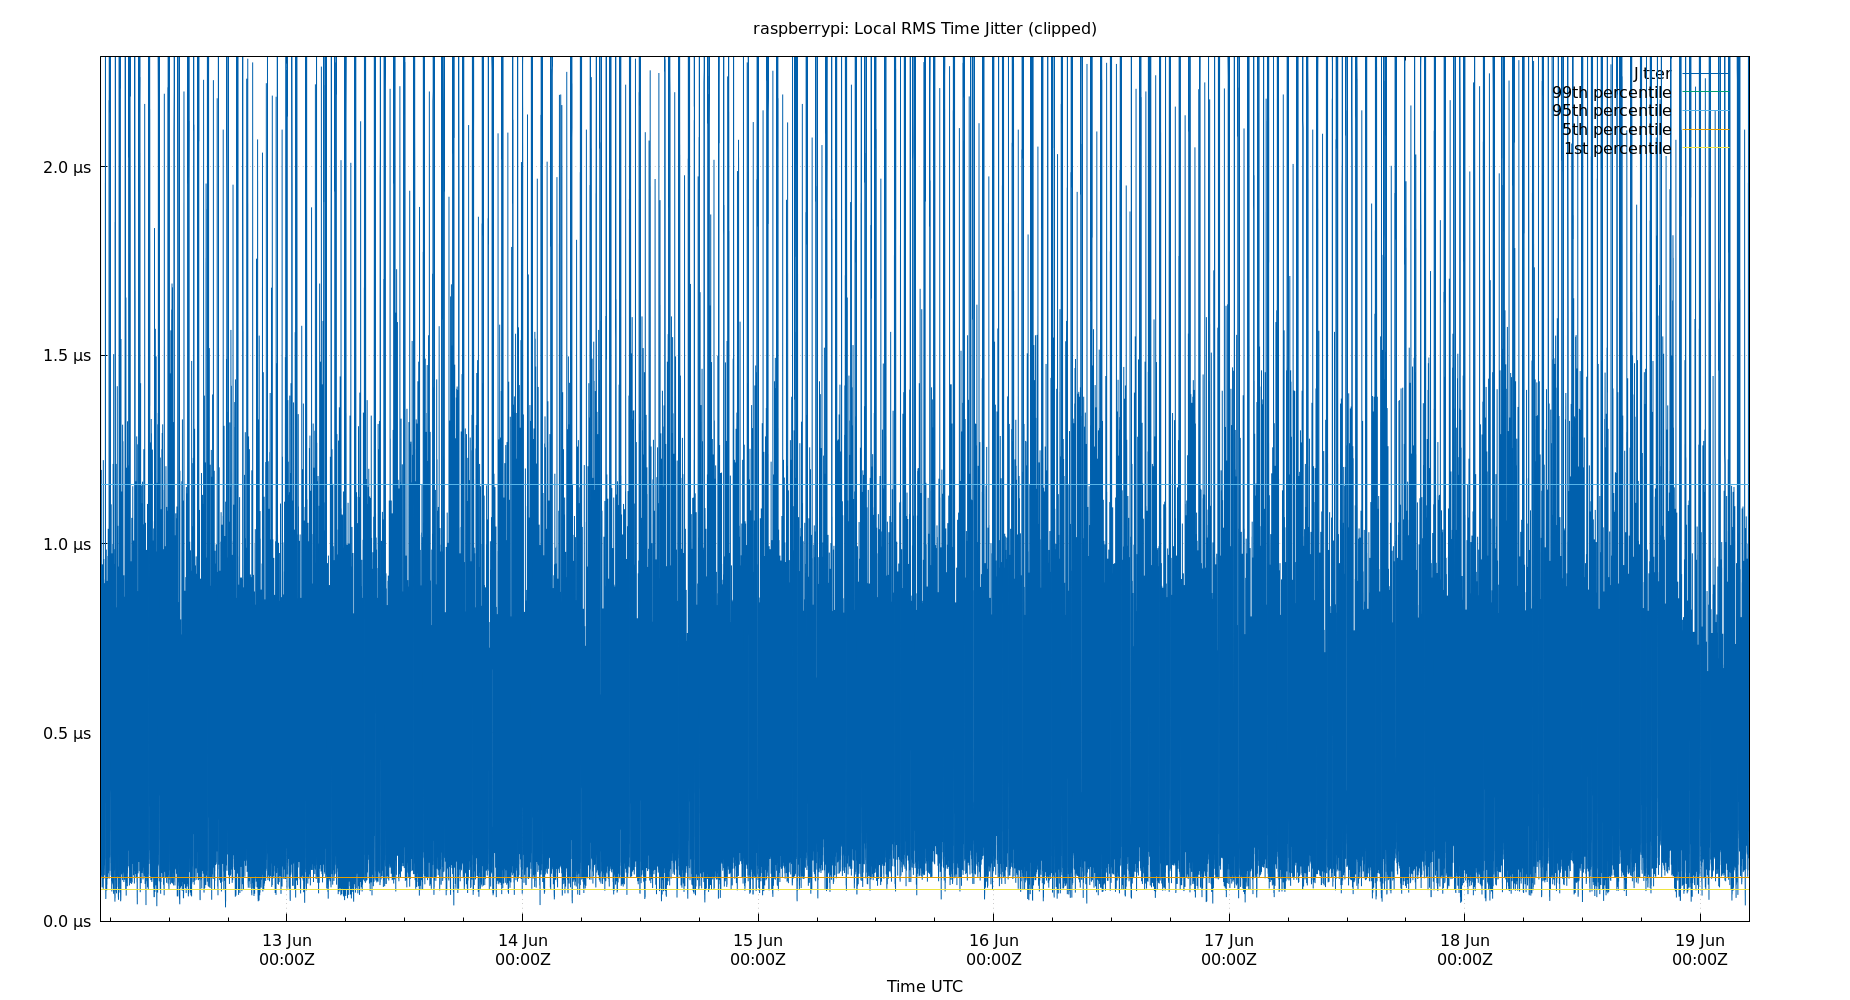 raspberrypi: Local RMS Time Jitter (clipped)
Jitter
99th percentile
95th percentile
5th percentile
1st percentile
2.0 μs
1.5 μs
1.0 μs
0.5 μs
0.0 μs
13 Jun 14 Jun 15 Jun 16 Jun 17 Jun 18 Jun 19 Jun
00:00Z 00:00Z 00:00Z 00:00Z 00:00Z 00:00Z 00:00Z
Time UTC